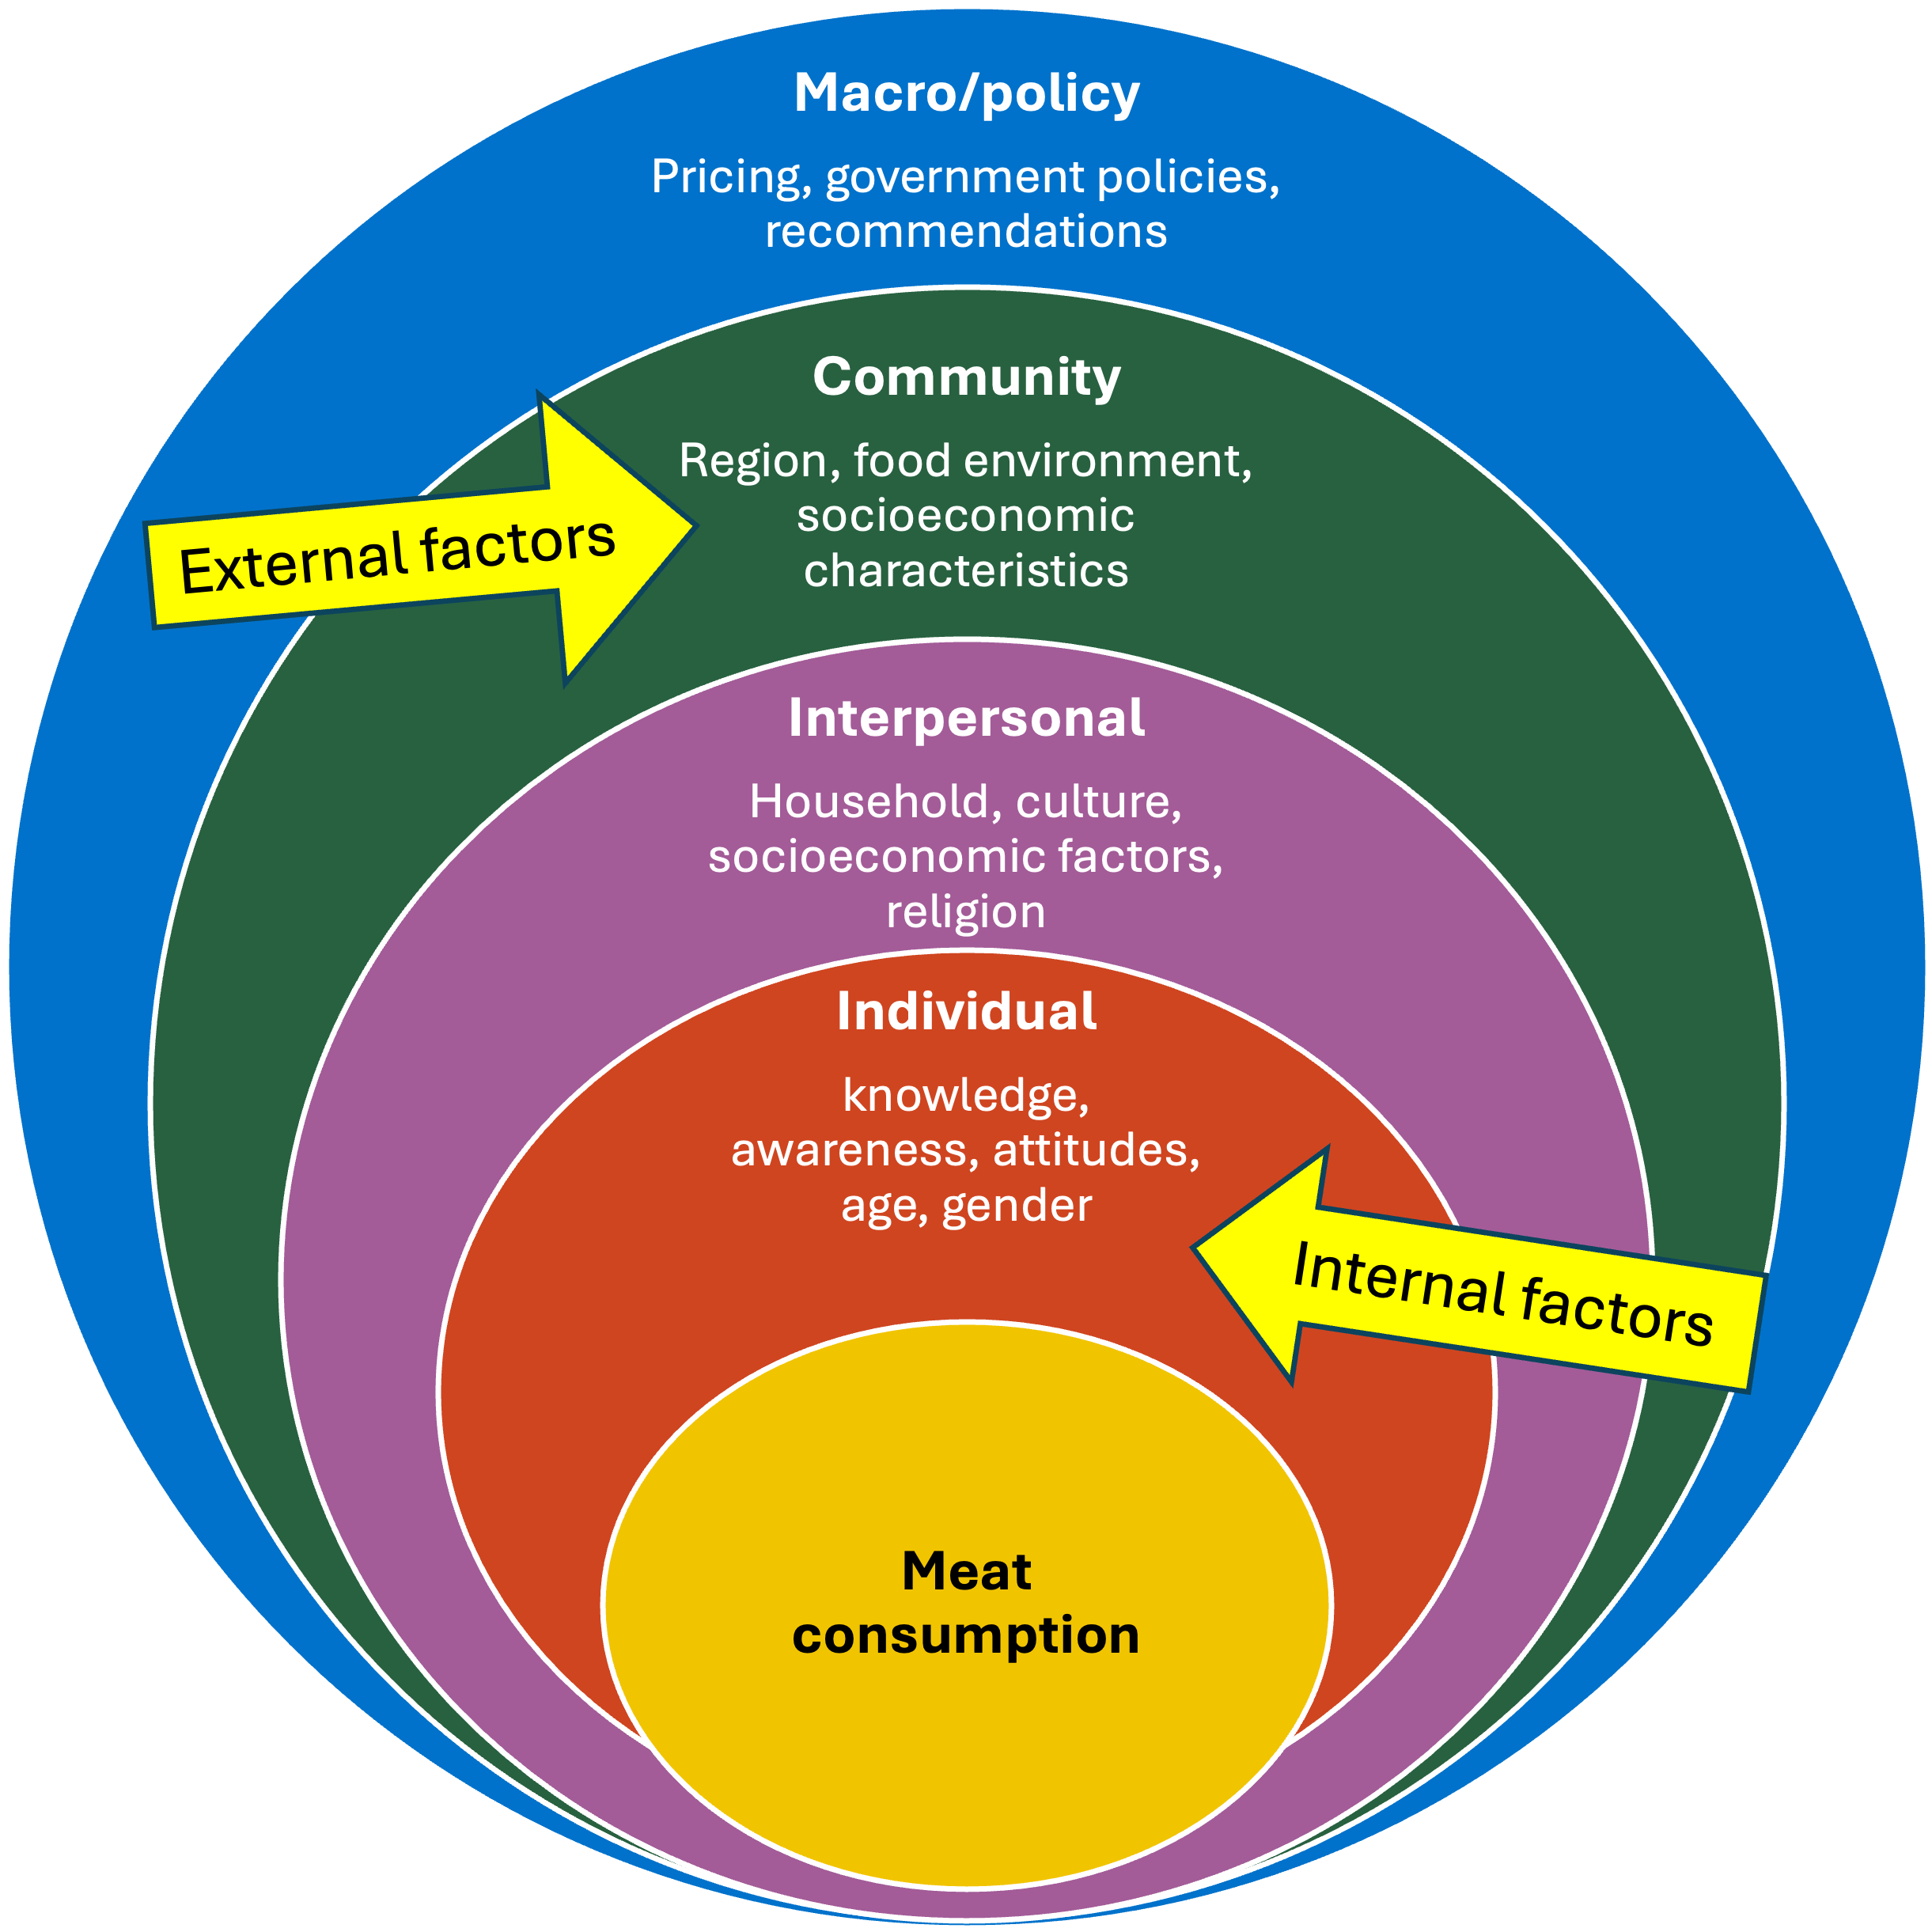 Macro/policy
Pricing, government policies,
recommendations
Community
Region, food environment,
socioeconomic
characteristics
External factors
Interpersonal
Household, culture,
socioeconomic factors,
religion
Individual
knowledge,
awareness, attitudes,
age, gender
Internal factors
Meat
consumption